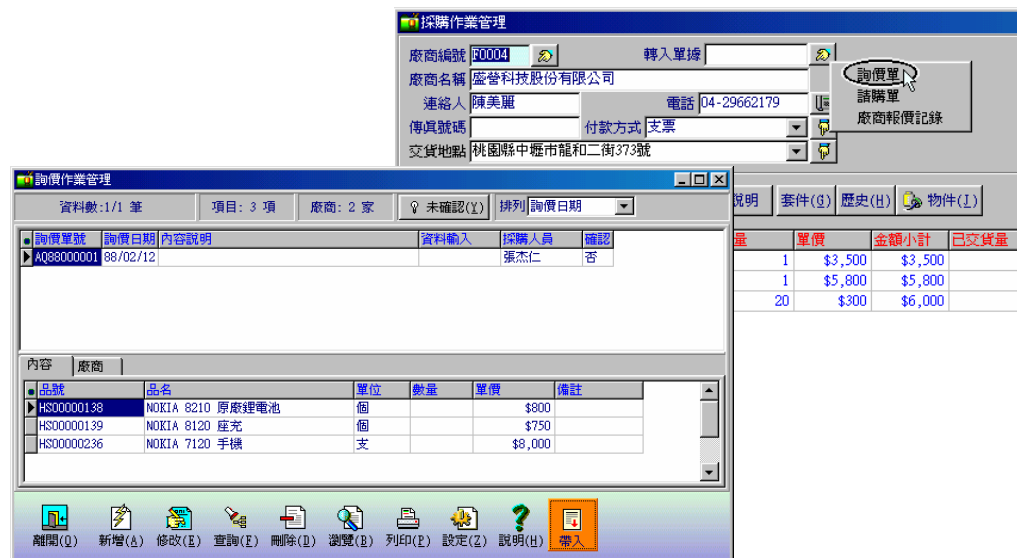 採購作業管理
廠商編號 F0004 轉入單據
廠商名稱 盛營科技股份有限公司
詢價單
請購單
廠商報價記錄
連絡人 陳美麗 電話 04-29662179
傳真號碼 付款方式 支票
交貨地點 桃園縣中壢市龍和二街373號
說明 套件(G) 歷史(H) 物件(I)
量 單價 金額小計 已交貨量
1 $3,500 $3,500
1 $5,800 $5,800
20 $300 $6,000
詢價作業管理
資料數:1/1 筆 項目: 3 項 廠商: 2 家 未確認(Y) 排列 詢價日期
詢價單號 詢價日期 內容說明 資料輸入 採購人員 確認
AQ88000001 88/02/12 張杰仁 否
內容 廠商
品號 品名 單位 數量 單價 備註
HS00000138 NOKIA 8210 原廠鋰電池 個 $800
HS00000139 NOKIA 8120 座充 個 $750
HS00000236 NOKIA 7120 手機 支 $8,000
離開(Q) 新增(A) 修改(E) 查詢(F) 刪除(D) 瀏覽(B) 列印(P) 設定(Z) 說明(H) 帶入